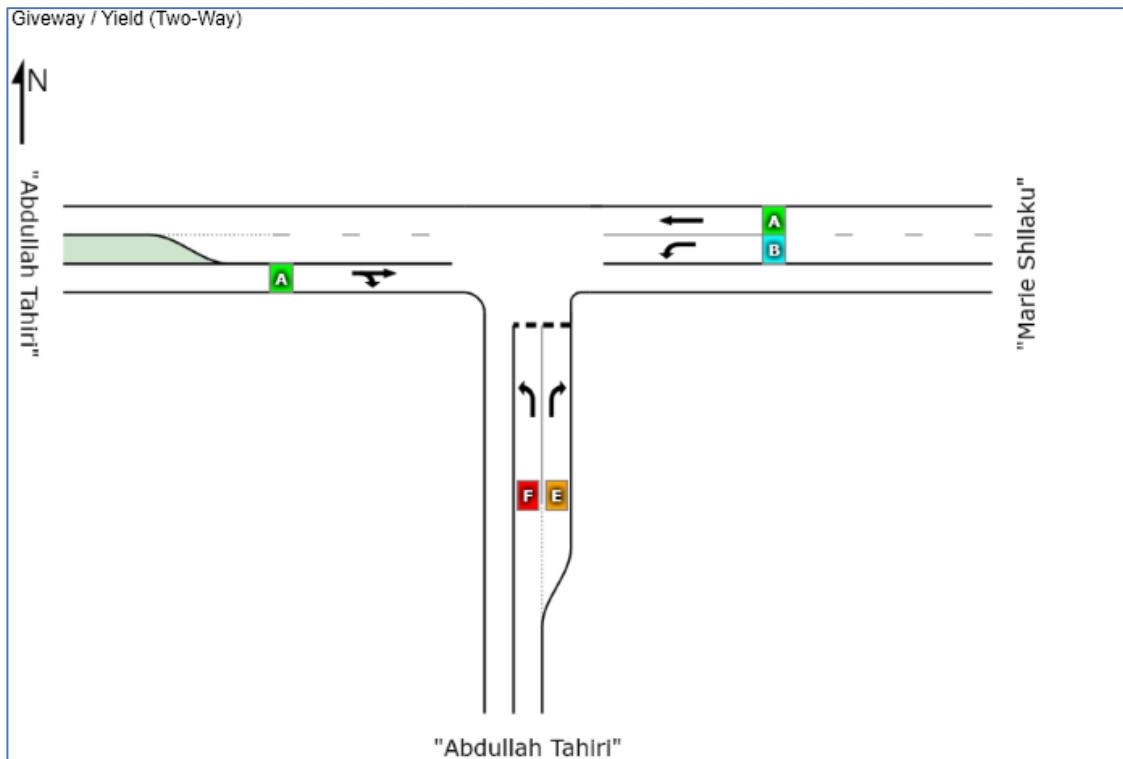 Giveway / Yield (Two-Way)
N
"Abdullah Tahiri"
"Marie Shllaku"
A
B
A
F
E
"Abdullah Tahiri"